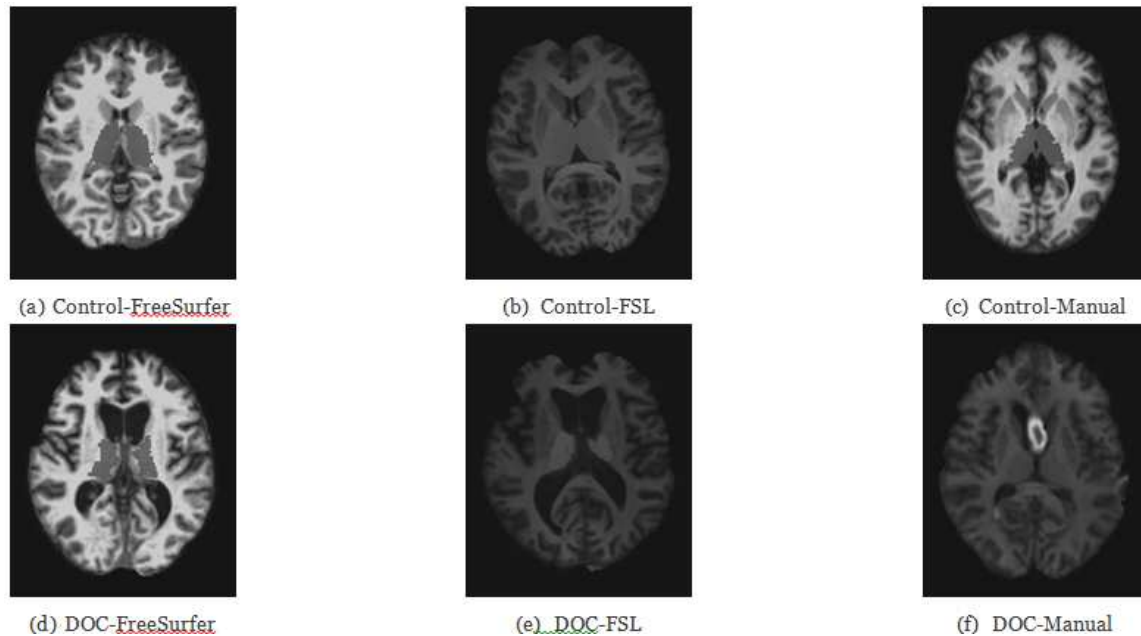 (a) Control-FreeSurfer
(b) Control-FSL
(c) Control-Manual
(d) DOC-FreeSurfer
(e) DOC-FSL
(f) DOC-Manual